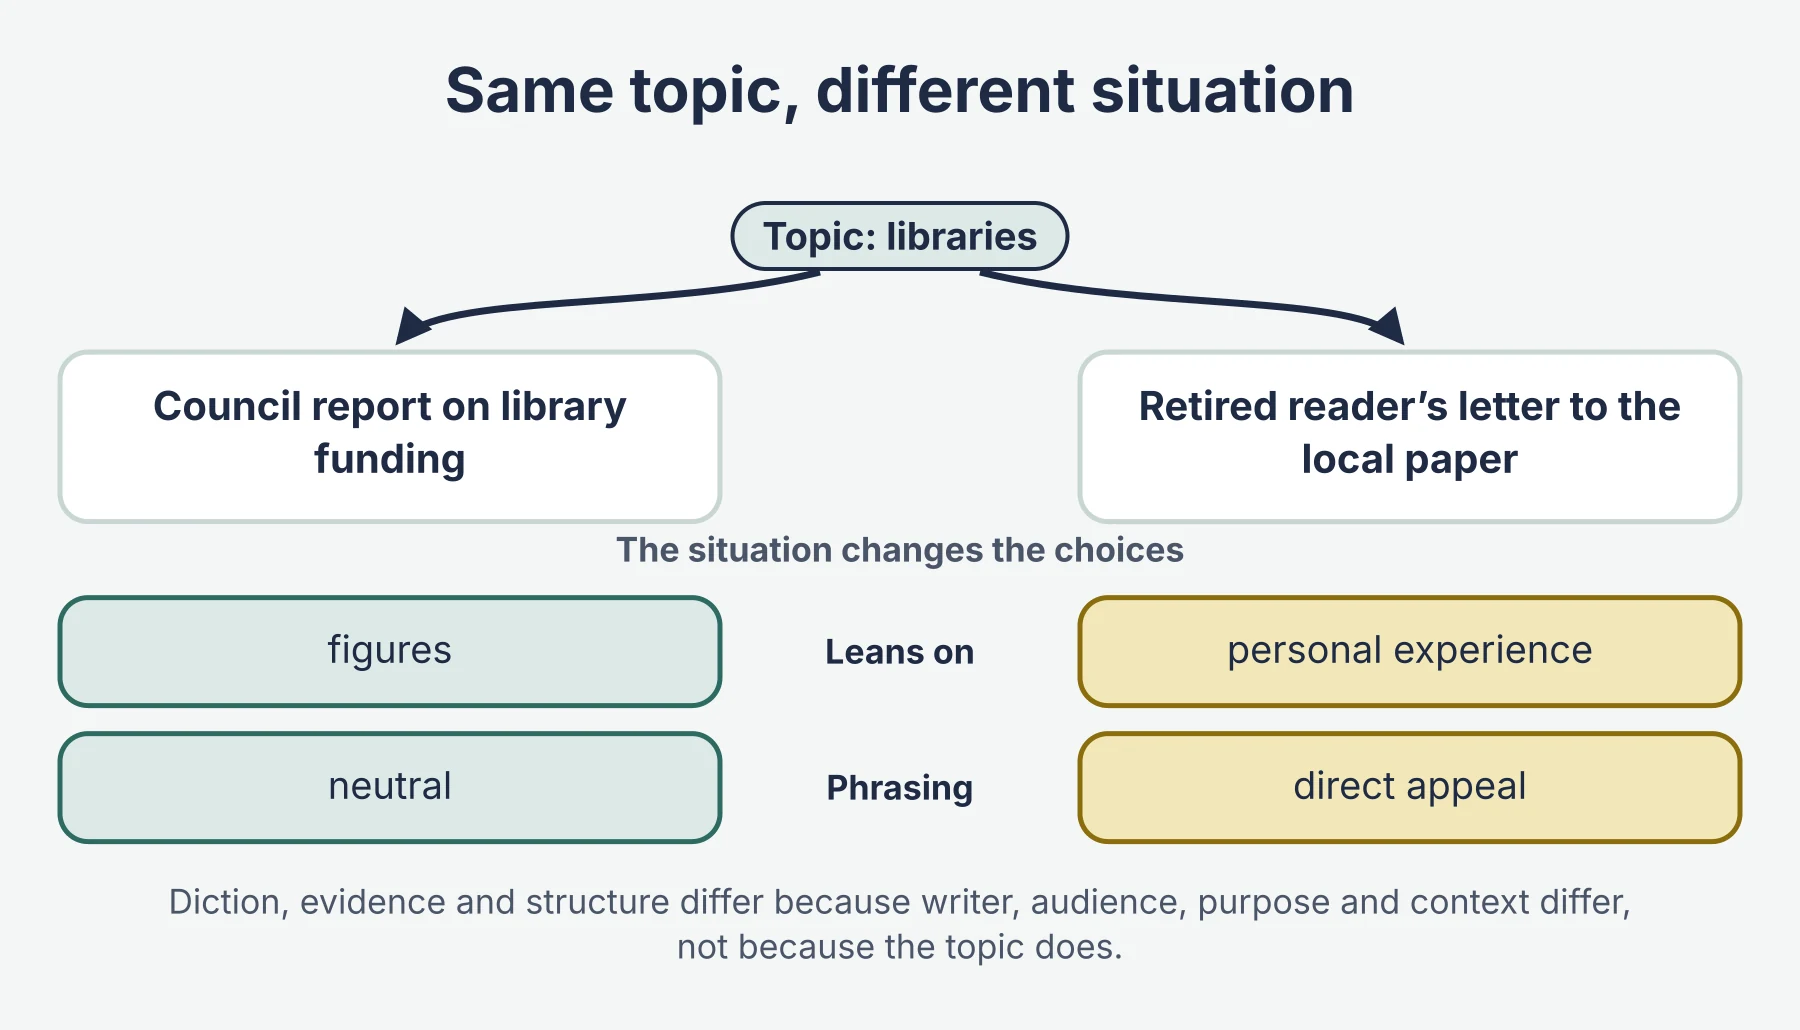 Same topic, different situation
Topic: libraries
Council report on library
funding
Retired reader’s letter to the
local paper
The situation changes the choices
figures
Leans on
personal experience
neutral
Phrasing
direct appeal
Diction, evidence and structure differ because writer, audience, purpose and context differ,
not because the topic does.